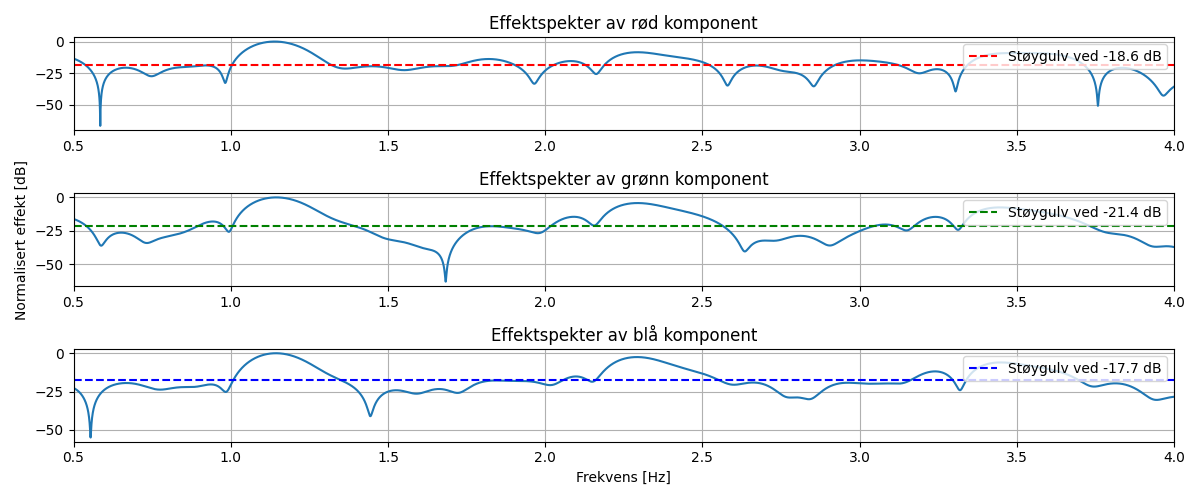 Effektspekter av rød komponent
0
−25
−50
Støygulv ved -18.6 dB
0.5 1.0 1.5 2.0 2.5 3.0 3.5 4.0
Effektspekter av grønn komponent
Normalisert effekt [dB]
0
−25
−50
Støygulv ved -21.4 dB
0.5 1.0 1.5 2.0 2.5 3.0 3.5 4.0
Effektspekter av blå komponent
0
−25
−50
Støygulv ved -17.7 dB
0.5 1.0 1.5 2.0 2.5 3.0 3.5 4.0
Frekvens [Hz]